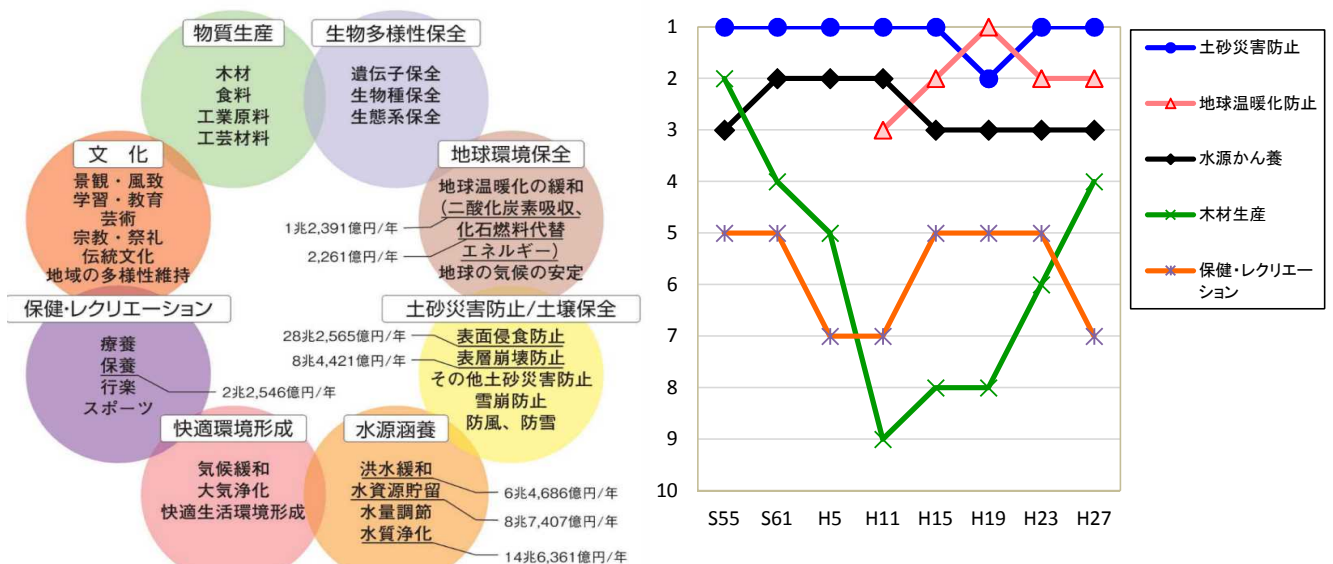 物質生産
木材
食料
工業原料
工芸材料
生物多様性保全
遺伝子保全
生物種保全
生態系保全
文 化
景観・風致
学習・教育
芸術
宗教・祭礼
伝統文化
地域の多様性維持
地球環境保全
地球温暖化の緩和
(二酸化炭素吸収、
化石燃料代替
エネルギー)
地球の気候の安定
1兆2,391億円/年
2,261億円/年
保健・レクリエーション
療養
保養
行楽
スポーツ
2兆2,546億円/年
土砂災害防止/土壌保全
28兆2,565億円/年
表面侵食防止
8兆4,421億円/年
表層崩壊防止
その他土砂災害防止
雪崩防止
防風、防雪
快適環境形成
気候緩和
大気浄化
快適生活環境形成
水源涵養
洪水緩和
水資源貯留
水量調節
水質浄化
6兆4,686億円/年
8兆7,407億円/年
14兆6,361億円/年
1
2
3
4
5
6
7
8
9
10
S55 S61 H5 H11 H15 H19 H23 H27
土砂災害防止
地球温暖化防止
水源かん養
木材生産
保健・レクリエー
ション